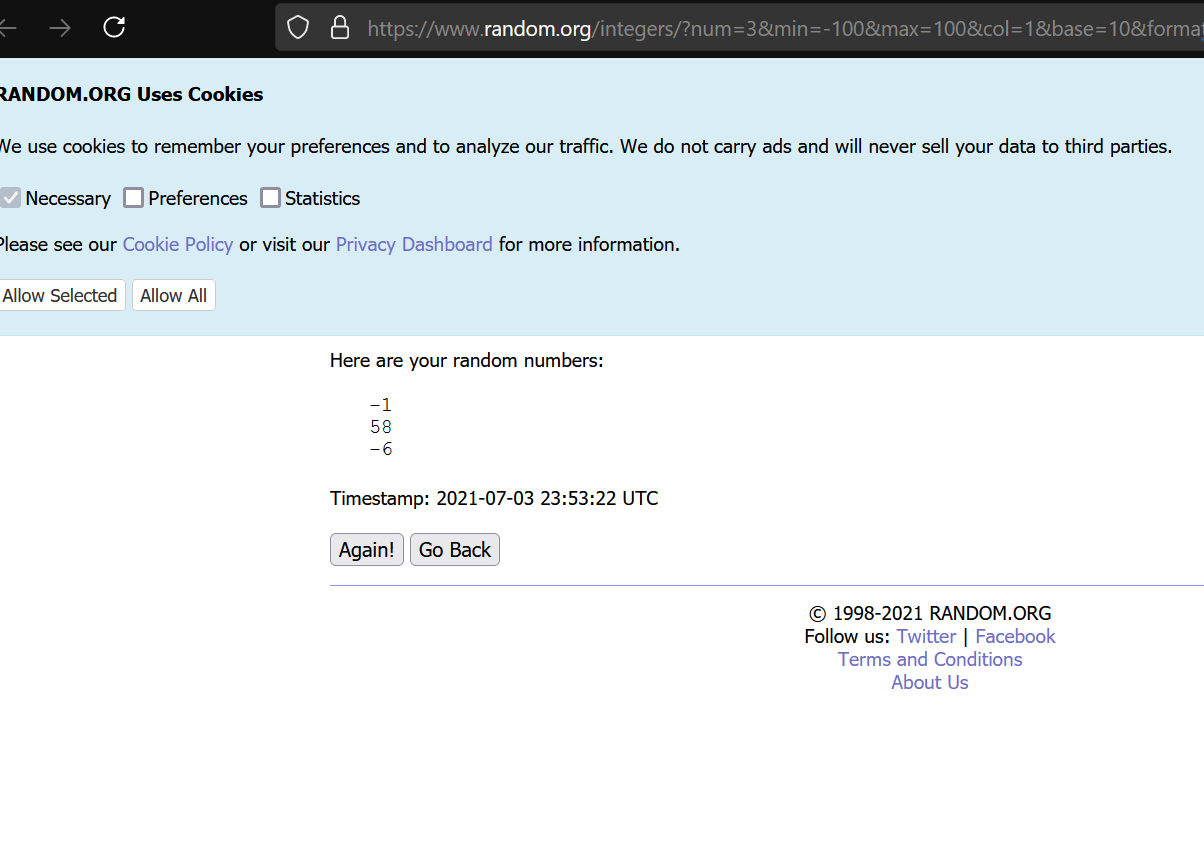 https://www.random.org/integers/?num=3&min=-100&max=100&col=1&base=10&format
RANDOM.ORG Uses Cookies
We use cookies to remember your preferences and to analyze our traffic. We do not carry ads and will never sell your data to third parties.
Necessary Preferences Statistics
Please see our Cookie Policy or visit our Privacy Dashboard for more information.
Allow Selected Allow All
Here are your random numbers:
-1
58
-6
Timestamp: 2021-07-03 23:53:22 UTC
Again! Go Back
© 1998-2021 RANDOM.ORG
Follow us: Twitter | Facebook
Terms and Conditions
About Us